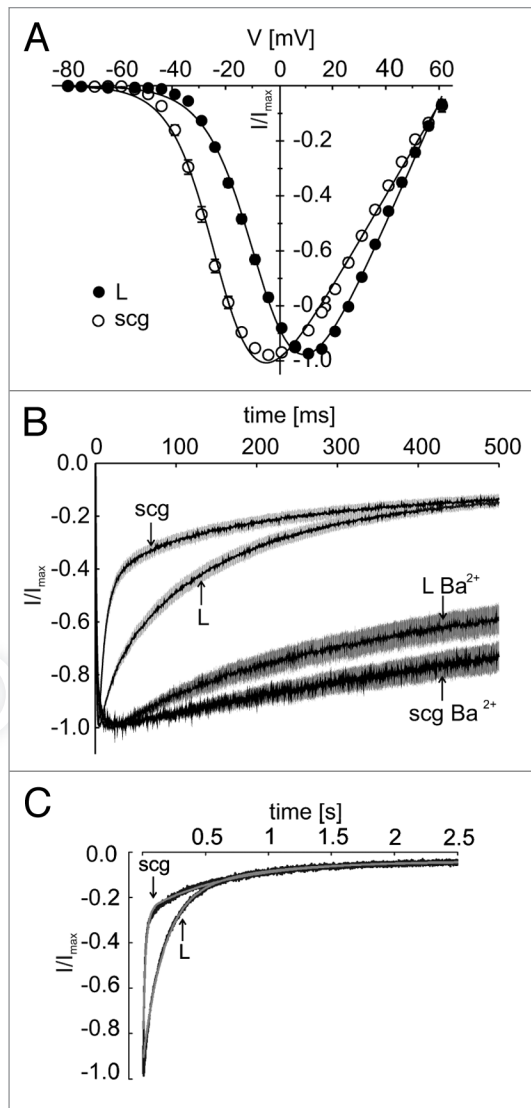 A
V [mV]
-80 -60 -40 -20 0 20 40 60
I/Imax
-0.2
-0.4
-0.6
-0.8
-1.0
L
scg
B
time [ms]
0 100 200 300 400 500
0.0
-0.2
-0.4
-0.6
-0.8
-1.0
I/Imax
scg
L
L Ba2+
scg Ba2+
C
time [s]
0.5 1 1.5 2 2.5
0.0
-0.2
-0.4
-0.6
-0.8
-1.0
I/Imax
scg
L